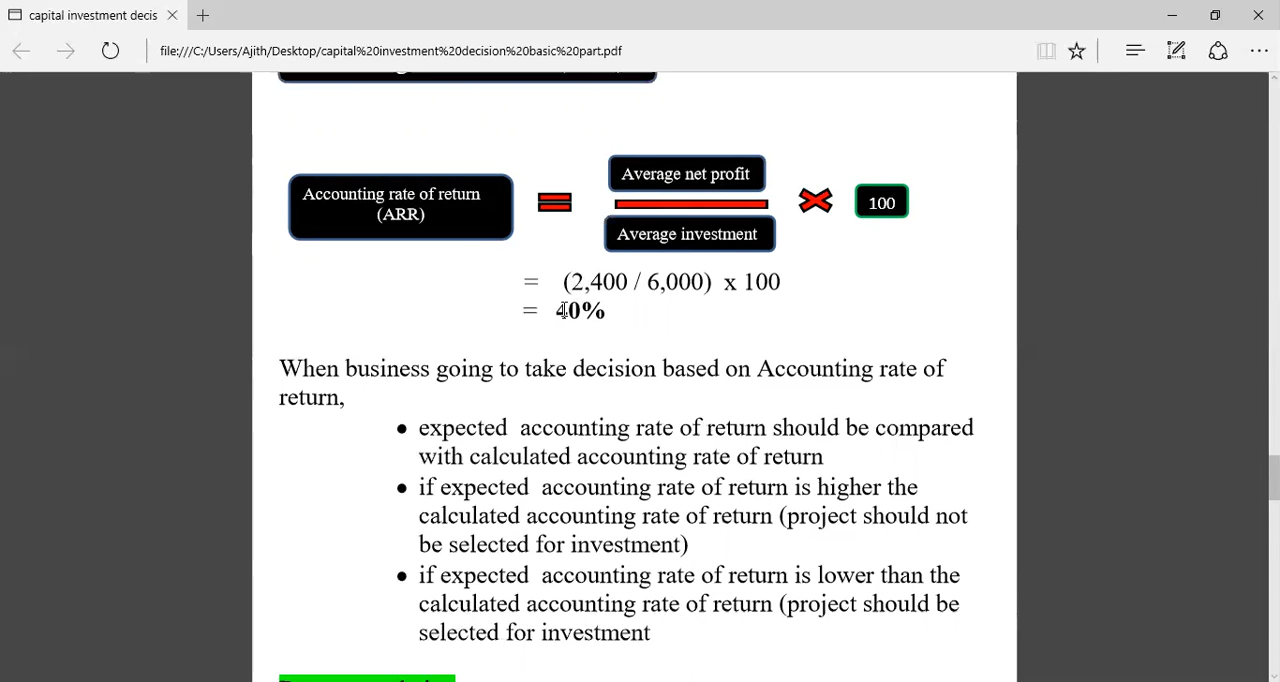 capital investment decis
file:///C:/Users/Ajith/Desktop/capital%20investment%20decision%20basic%20part.pdf
Accounting rate of return
(ARR)
=
Average net profit
Average investment
×
100
= (2,400 / 6,000) x 100
= 40%
When business going to take decision based on Accounting rate of
return,
• expected accounting rate of return should be compared
with calculated accounting rate of return
• if expected accounting rate of return is higher the
calculated accounting rate of return (project should not
be selected for investment)
• if expected accounting rate of return is lower than the
calculated accounting rate of return (project should be
selected for investment